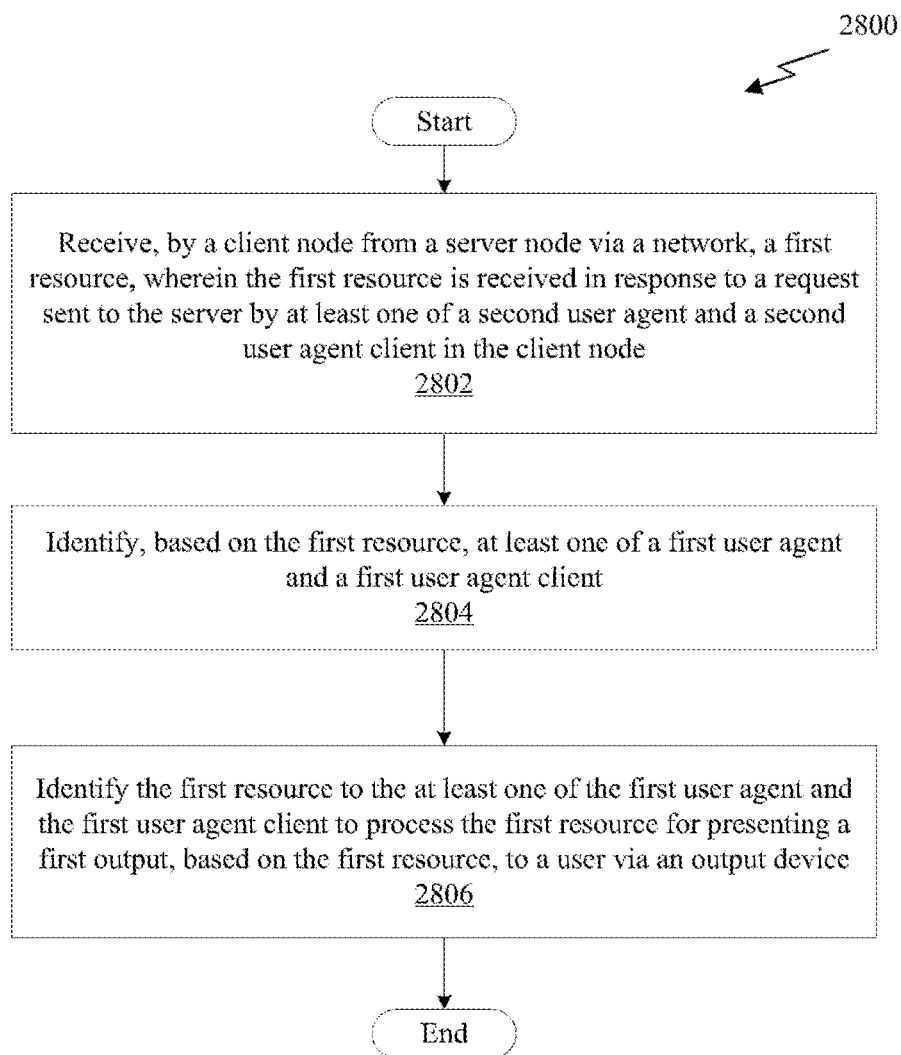 2800
Start
Receive, by a client node from a server node via a network, a first
resource, wherein the first resource is received in response to a request
sent to the server by at least one of a second user agent and a second
user agent client in the client node
2802
Identify, based on the first resource, at least one of a first user agent
and a first user agent client
2804
Identify the first resource to the at least one of the first user agent and
the first user agent client to process the first resource for presenting a
first output, based on the first resource, to a user via an output device
2806
End